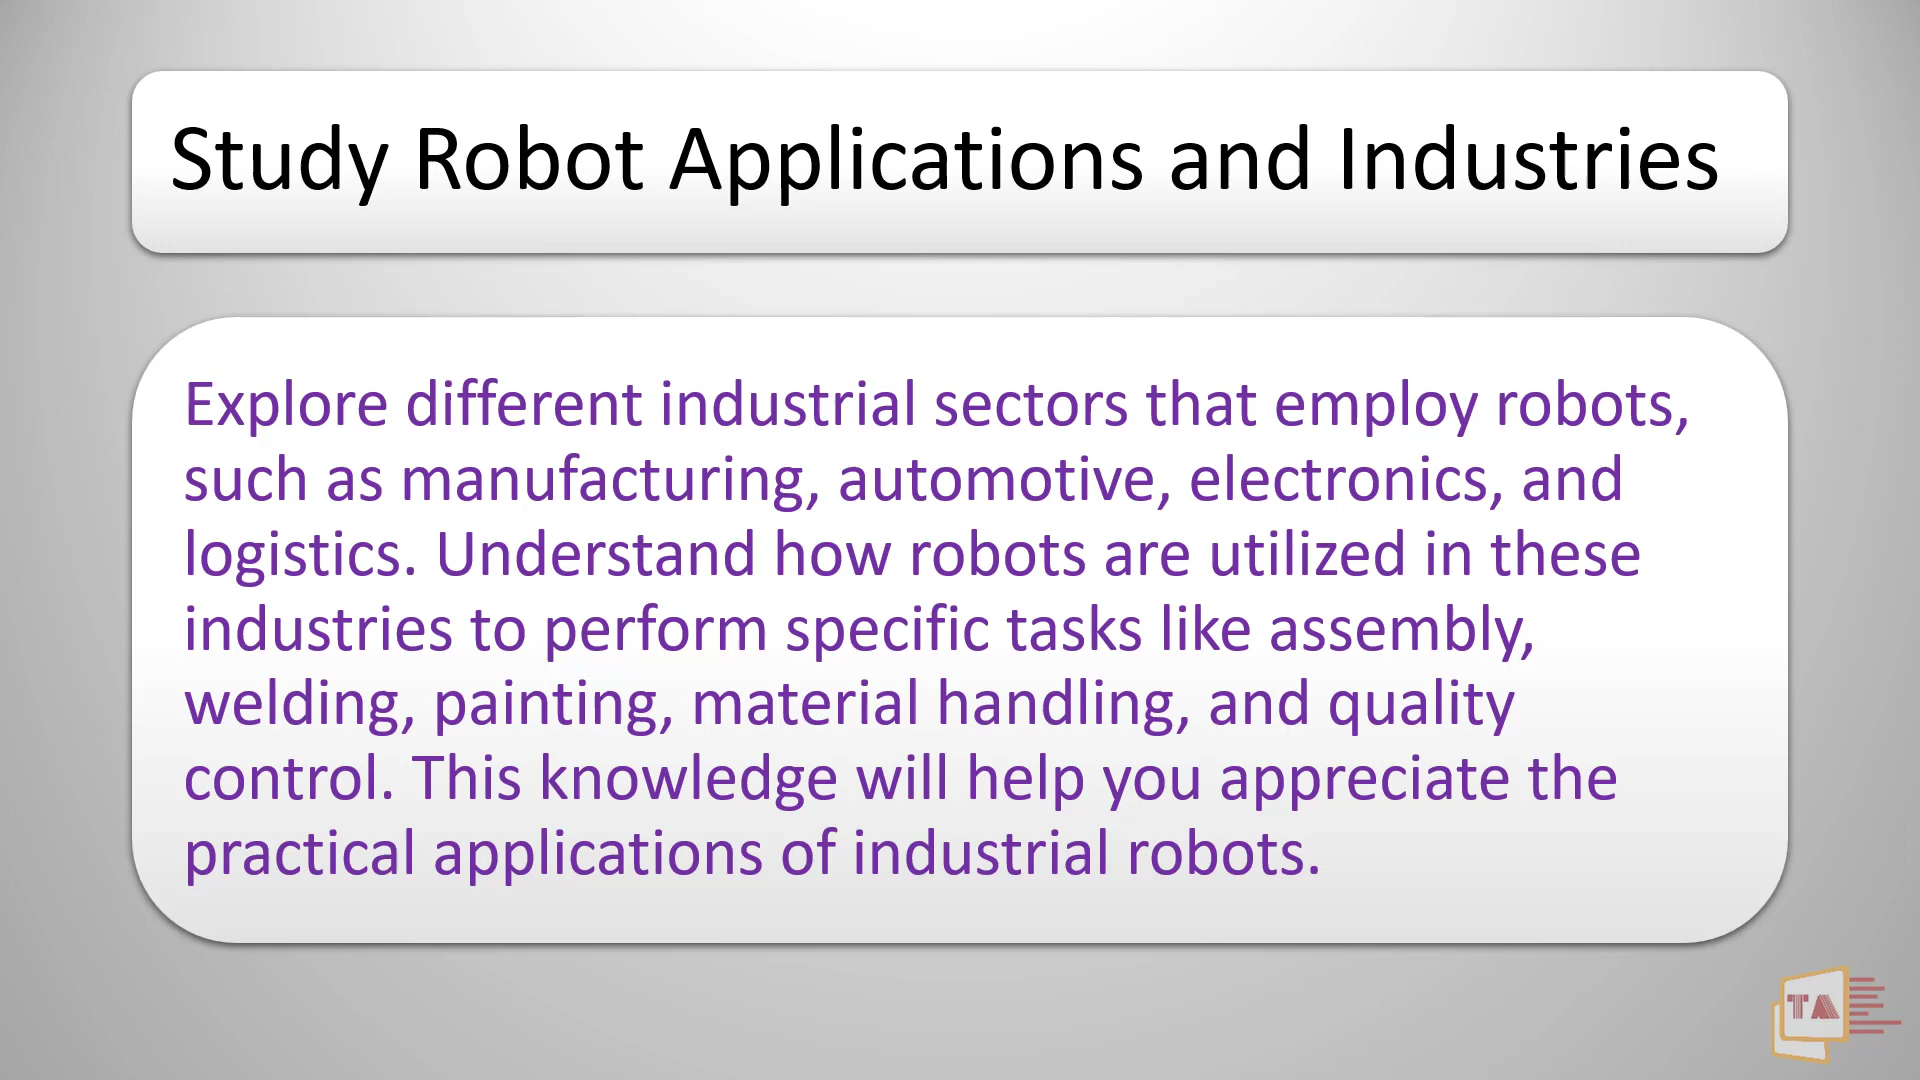 Study Robot Applications and Industries
Explore different industrial sectors that employ robots,
such as manufacturing, automotive, electronics, and
logistics. Understand how robots are utilized in these
industries to perform specific tasks like assembly,
welding, painting, material handling, and quality
control. This knowledge will help you appreciate the
practical applications of industrial robots.
TA